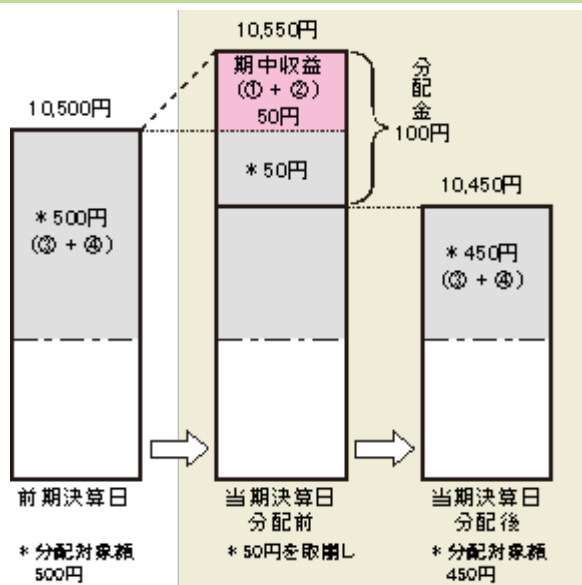 10,550円
期中収益
(① + ②)
50円
分配金
100円
10,500円
*50円
10,450円
*500円
(③ + ④)
*450円
(③ + ④)
前期決算日
当期決算日
分配前
当期決算日
分配後
*分配対象額
500円
*50円を取崩し
*分配対象額
450円